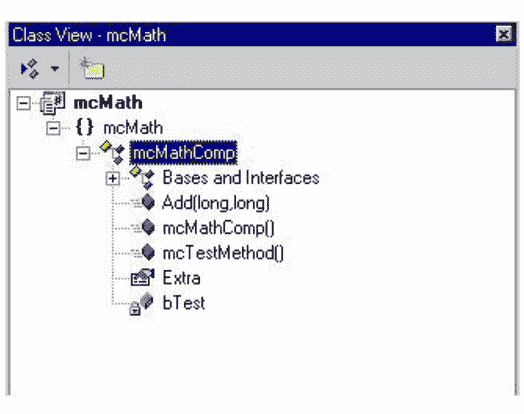 Class View - mcMath
mcMath
{} mcMath
mcMathComp
Bases and Interfaces
Add(long,long)
mcMathComp()
mcTestMethod()
Extra
bTest